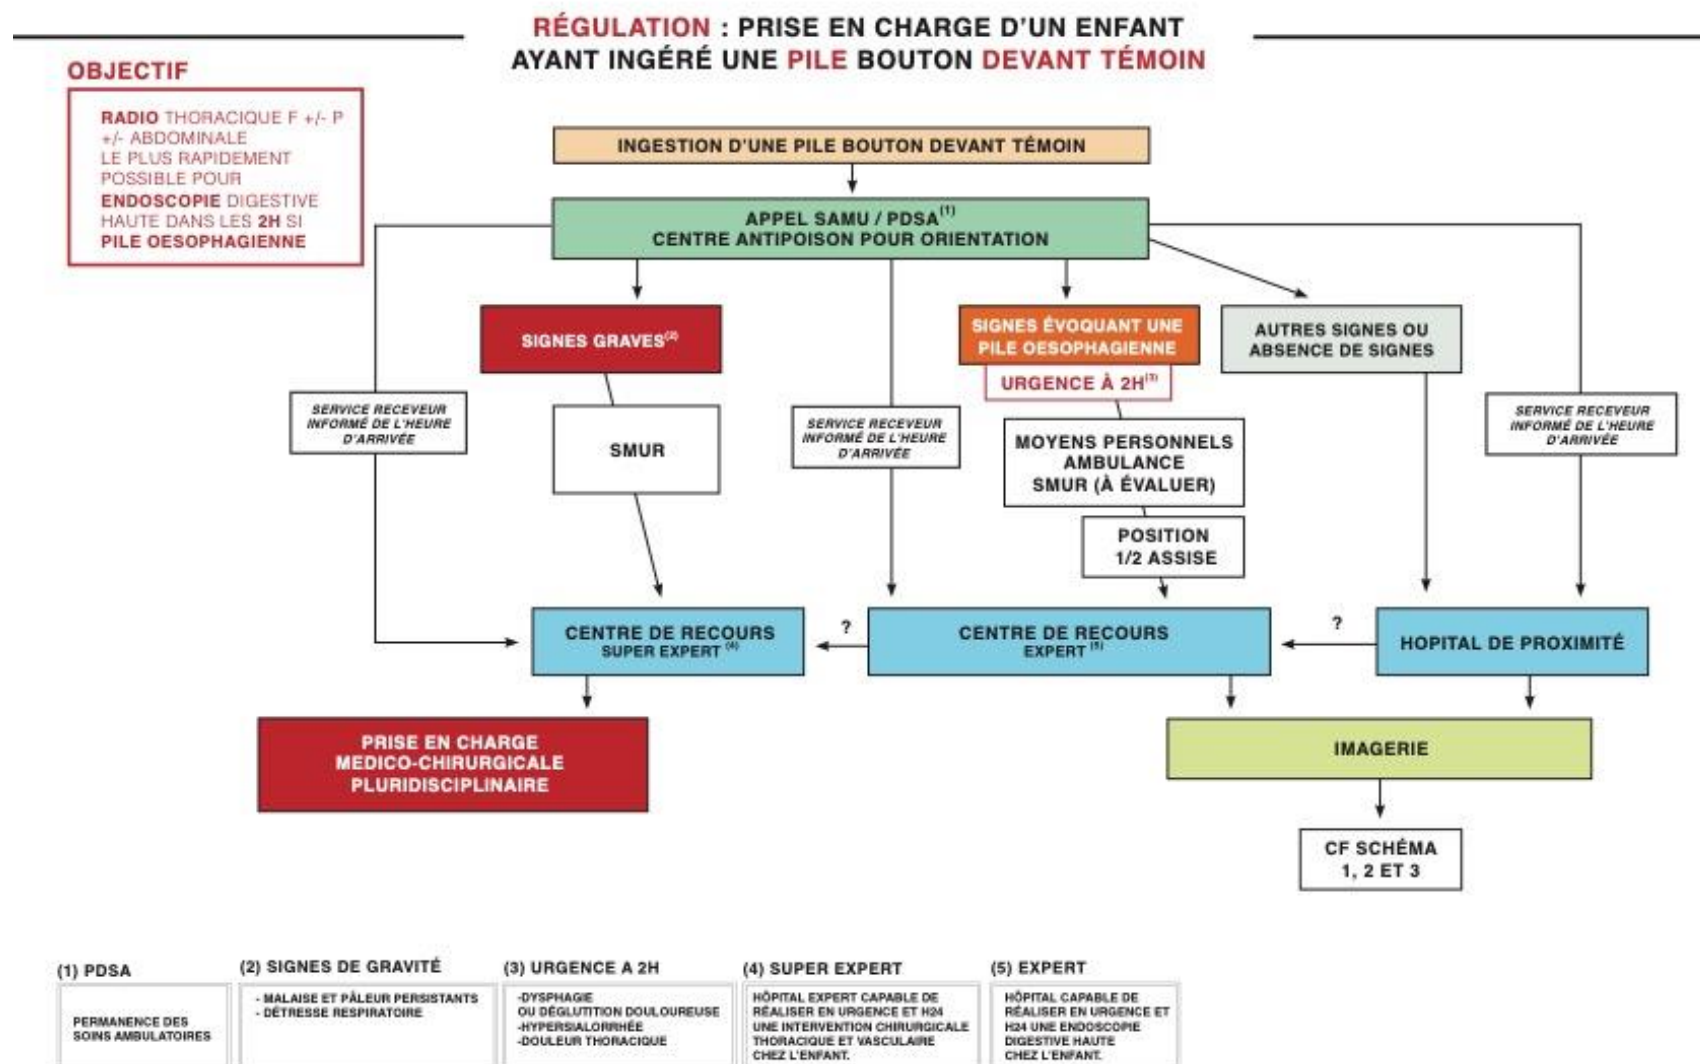 RÉGULATION : PRISE EN CHARGE D'UN ENFANT
AYANT INGÉRÉ UNE PILE BOUTON DEVANT TÉMOIN
OBJECTIF
RADIO THORACIQUE F +/- P
+/- ABDOMINALE
LE PLUS RAPIDEMENT
POSSIBLE POUR
ENDOSCOPIE DIGESTIVE
HAUTE DANS LES 2H SI
PILE OESOPHAGIENNE
INGESTION D'UNE PILE BOUTON DEVANT TÉMOIN
APPEL SAMU / PDSA(1)
CENTRE ANTIPOISON POUR ORIENTATION
SIGNES GRAVES(2)
SIGNES ÉVOQUANT UNE
PILE OESOPHAGIENNE
URGENCE À 2H(3)
AUTRES SIGNES OU
ABSENCE DE SIGNES
SERVICE RECEVEUR
INFORMÉ DE L'HEURE
D'ARRIVÉE
SMUR
SERVICE RECEVEUR
INFORMÉ DE L'HEURE
D'ARRIVÉE
MOYENS PERSONNELS
AMBULANCE
SMUR (À ÉVALUER)
SERVICE RECEVEUR
INFORMÉ DE L'HEURE
D'ARRIVÉE
POSITION
1/2 ASSISE
CENTRE DE RECOURS
SUPER EXPERT (4)
?
CENTRE DE RECOURS
EXPERT (5)
?
HOPITAL DE PROXIMITÉ
PRISE EN CHARGE
MEDICO-CHIRURGICALE
PLURIDISCIPLINAIRE
IMAGERIE
CF SCHÉMA
1, 2 ET 3
(1) PDSA
PERMANENCE DES
SOINS AMBULATOIRES
(2) SIGNES DE GRAVITÉ
- MALAISE ET PÂLEUR PERSISTANTS
- DÉTRESSE RESPIRATOIRE
(3) URGENCE A 2H
-DYSPHAGIE
OU DÉGLUTITION DOULOUREUSE
-HYPERSIALORRHÉE
-DOULEUR THORACIQUE
(4) SUPER EXPERT
HÔPITAL EXPERT CAPABLE DE
RÉALISER EN URGENCE ET H24
UNE INTERVENTION CHIRURGICALE
THORACIQUE ET VASCULAIRE
CHEZ L'ENFANT.
(5) EXPERT
HÔPITAL CAPABLE DE
RÉALISER EN URGENCE ET
H24 UNE ENDOSCOPIE
DIGESTIVE HAUTE
CHEZ L'ENFANT.